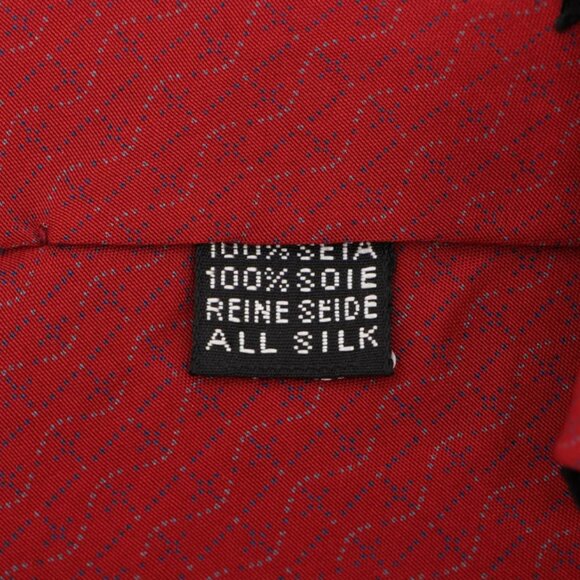 100% SETA
100% SOIE
REINE SEIDE
ALL SILK